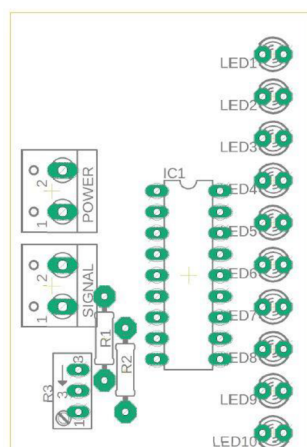 LED1
LED2
LED3
IC1
LED4
2
POWER
1
LED5
LED6
2
SIGNAL
1
LED7
R1
R2
LED8
3
R3
3
1
LED9
LED10